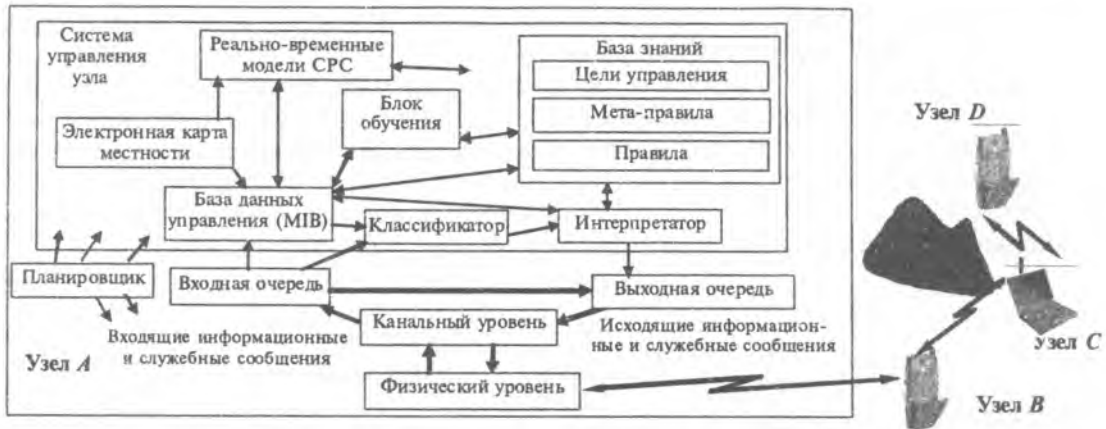 Система
управления
узла
Реально-временные
модели СРС
База знаний
Цели управления
Мета-правила
Правила
Блок
обучения
Электронная карта
местности
База данных
управления (MIB)
Классификатор
Интерпретатор
Планировщик
Входная очередь
Выходная очередь
Канальный уровень
Входящие информационные
и служебные сообщения
Исходящие информацион-
ные и служебные сообщения
Узел A
Физический уровень
Узел D
Узел C
Узел B